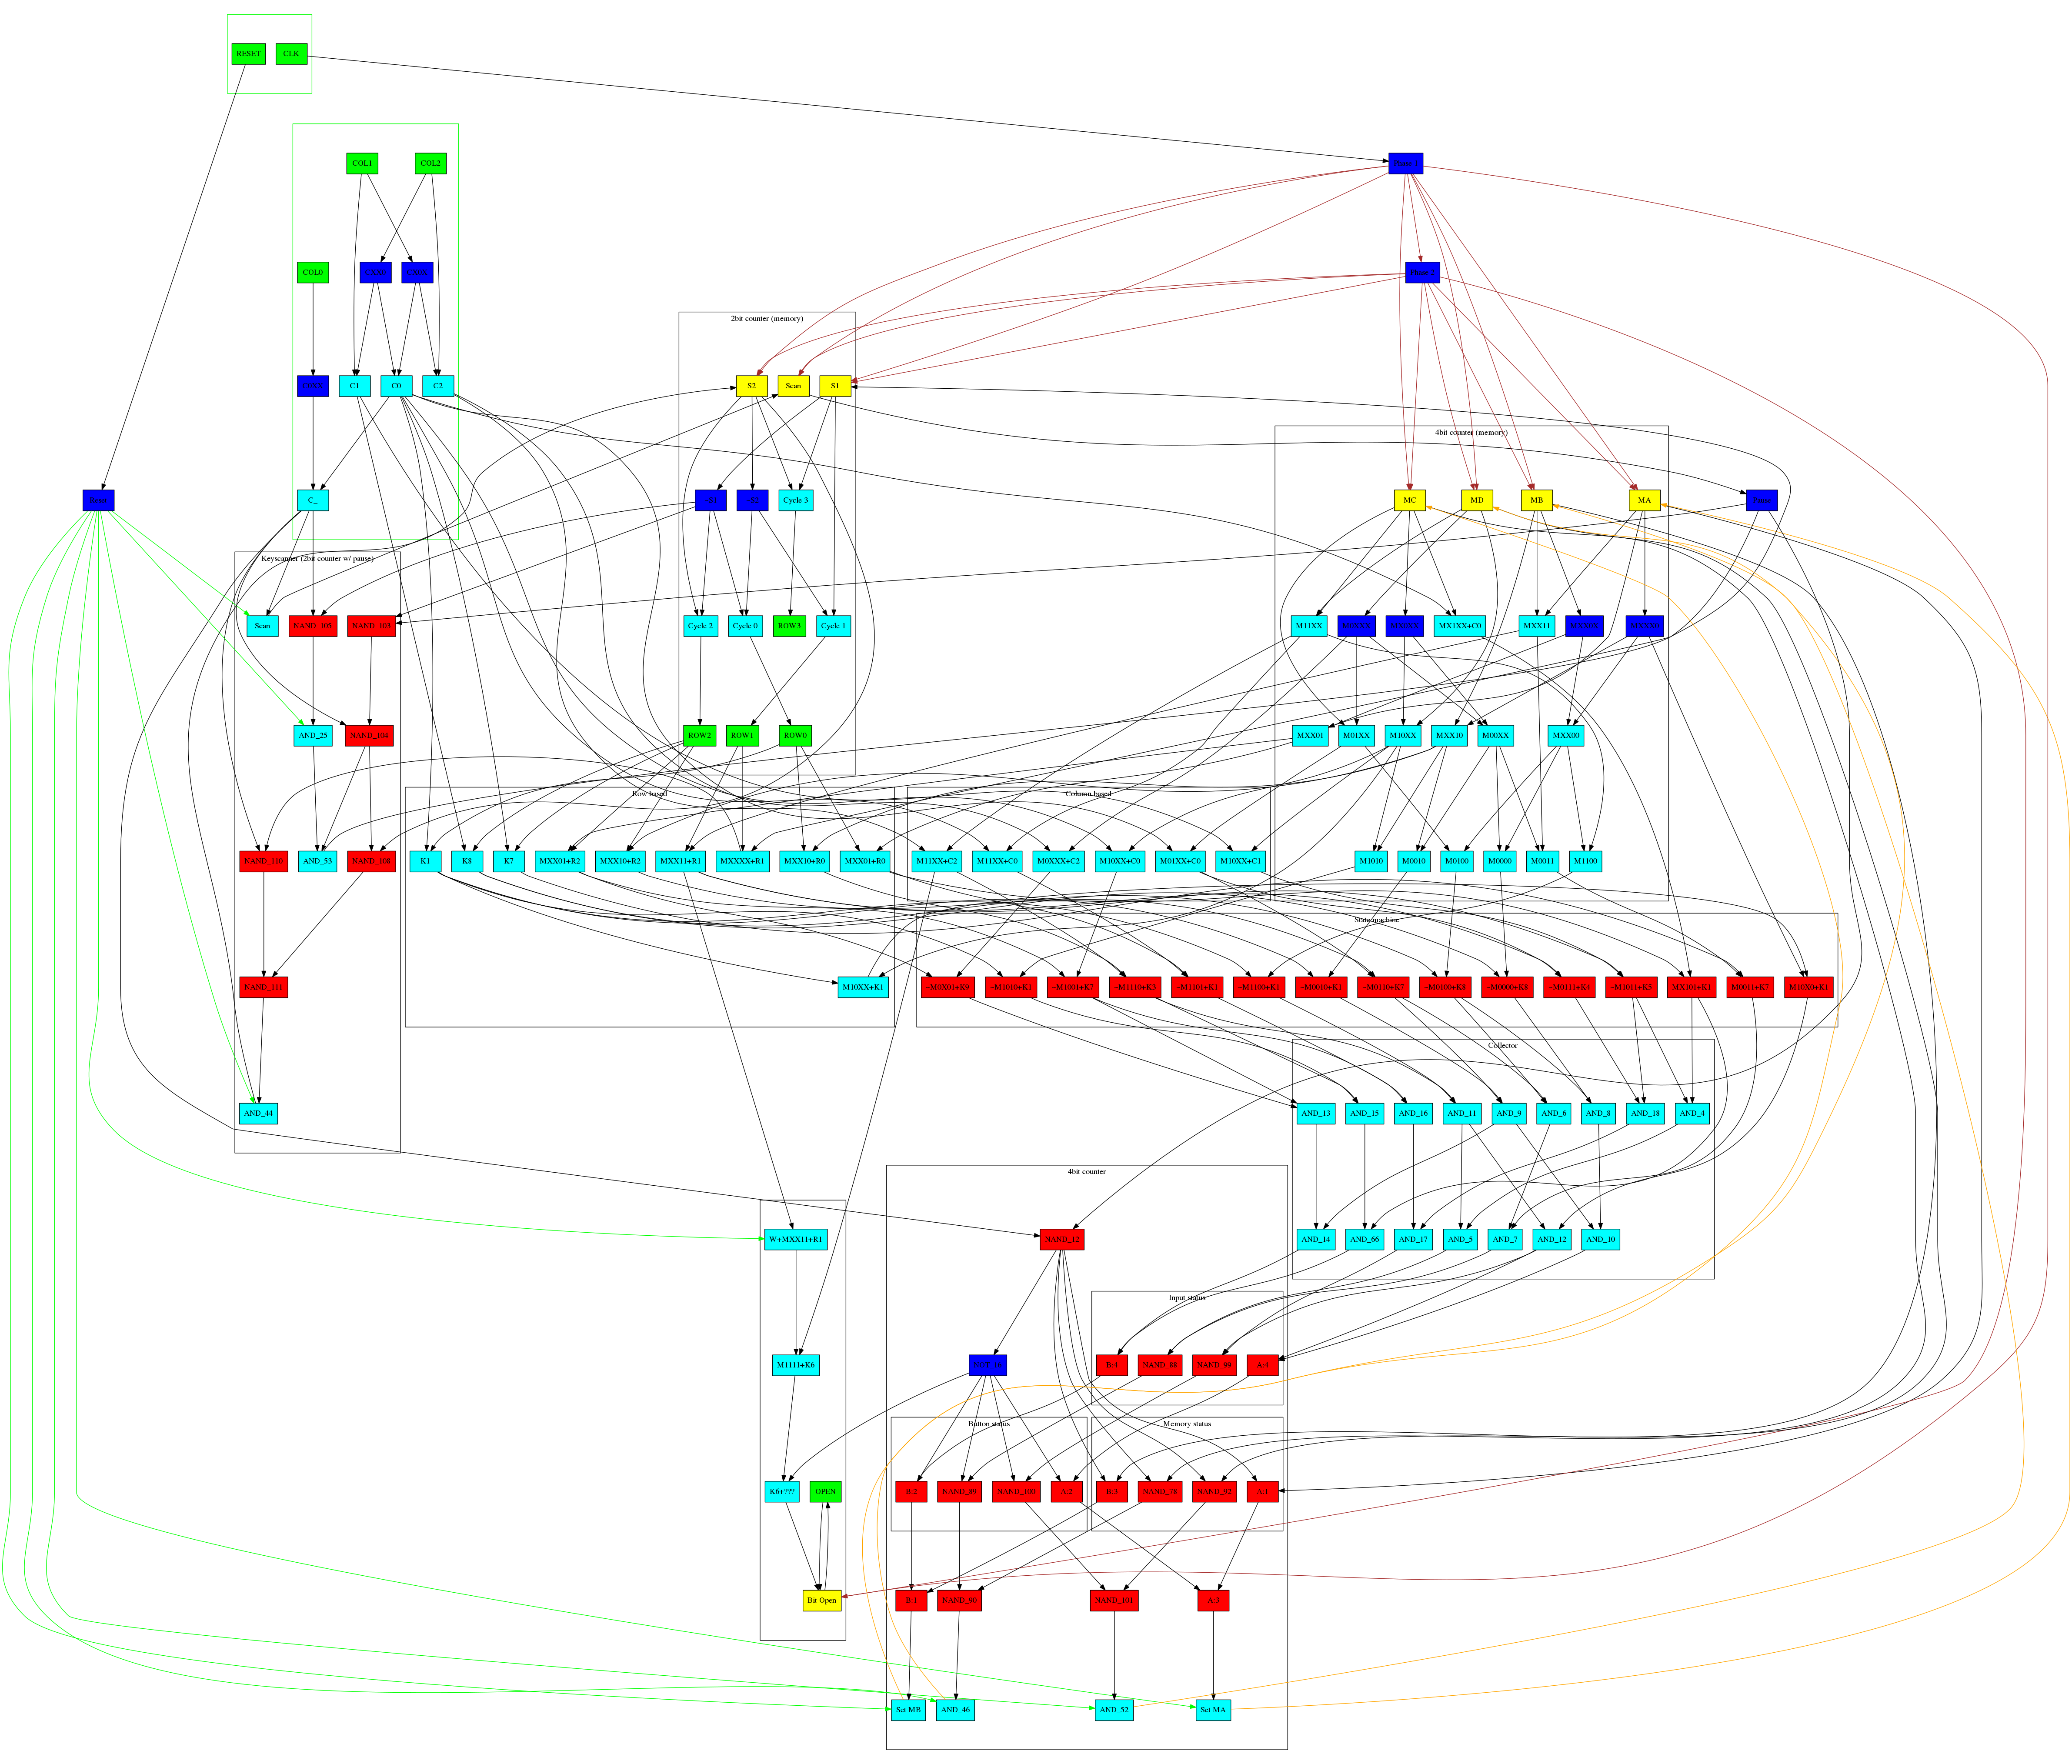 RESET
CLK
COL1
COL2
COL0
C1
C0
C2
2bit counter (memory)
S2
Scan
S1
4bit counter (memory)
C_
Cycle 3
MC
MD
MB
MA
Keyscanner (2bit counter w/ pause)
Scan
NAND_105
NAND_103
Cycle 2
Cycle 0
ROW3
Cycle 1
M11XX
MX1XX+C0
MXX11
AND_25
NAND_104
ROW2
ROW1
ROW0
MXX01
M01XX
M10XX
MXX10
M00XX
MXX00
Row based
Column based
NAND_110
AND_53
NAND_108
K1
K8
K7
MXX01+R2
MXX10+R2
MXX11+R1
MXXXX+R1
MXX10+R0
MXX01+R0
M11XX+C2
M11XX+C0
M0XXX+C2
M10XX+C0
M01XX+C0
M10XX+C1
M1010
M0010
M0100
M0000
M0011
M1100
State machine
NAND_111
M10XX+K1
~M0X01+K9
~M1010+K1
~M1001+K7
~M1110+K3
~M1101+K1
~M1100+K1
~M0010+K1
~M0110+K7
~M0100+K8
~M0000+K8
~M0111+K4
~M1011+K5
MX101+K1
M0011+K7
M10X0+K1
Collector
AND_44
AND_13
AND_15
AND_16
AND_11
AND_9
AND_6
AND_8
AND_18
AND_4
4bit counter
W+MXX11+R1
NAND_12
AND_14
AND_66
AND_17
AND_5
AND_7
AND_12
AND_10
Input status
M1111+K6
B:4
NAND_88
NAND_99
A:4
Button status
Memory status
K6+???
OPEN
B:2
NAND_89
NAND_100
A:2
B:3
NAND_78
NAND_92
A:1
Bit Open
B:1
NAND_90
NAND_101
A:3
Set MB
AND_46
AND_52
Set MA